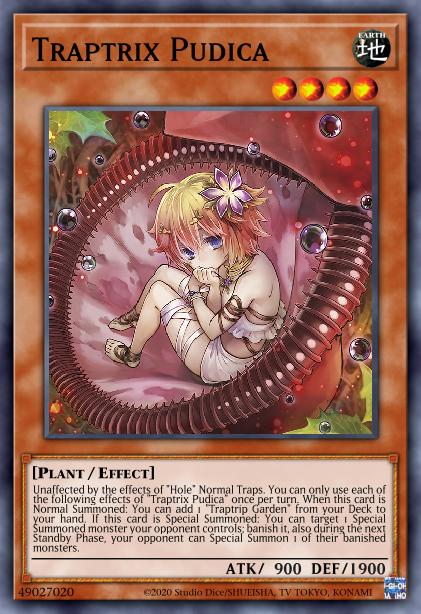 TRAPTRIX PUDICA
EARTH
地
[PLANT / EFFECT]
Unaffected by the effects of "Hole" Normal Traps. You can only use each of
the following effects of "Traptrix Pudica" once per turn. When this card is
Normal Summoned: You can add 1 "Traptrip Garden" from your Deck to
your hand. If this card is Special Summoned: You can target 1 Special
Summoned monster your opponent controls; banish it, also during the next
Standby Phase, your opponent can Special Summon 1 of their banished
monsters.
ATK/ 900 DEF/1900
49027020
©2020 Studio Dice/SHUEISHA, TV TOKYO, KONAMI